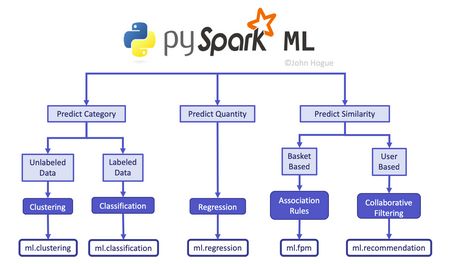 pySpark ML
©John Hogue
Predict Category
Predict Quantity
Predict Similarity
Unlabeled
Data
Labeled
Data
Basket
Based
User
Based
Clustering
Classification
Regression
Association
Rules
Collaborative
Filtering
ml.clustering
ml.classification
ml.regression
ml.fpm
ml.recommendation